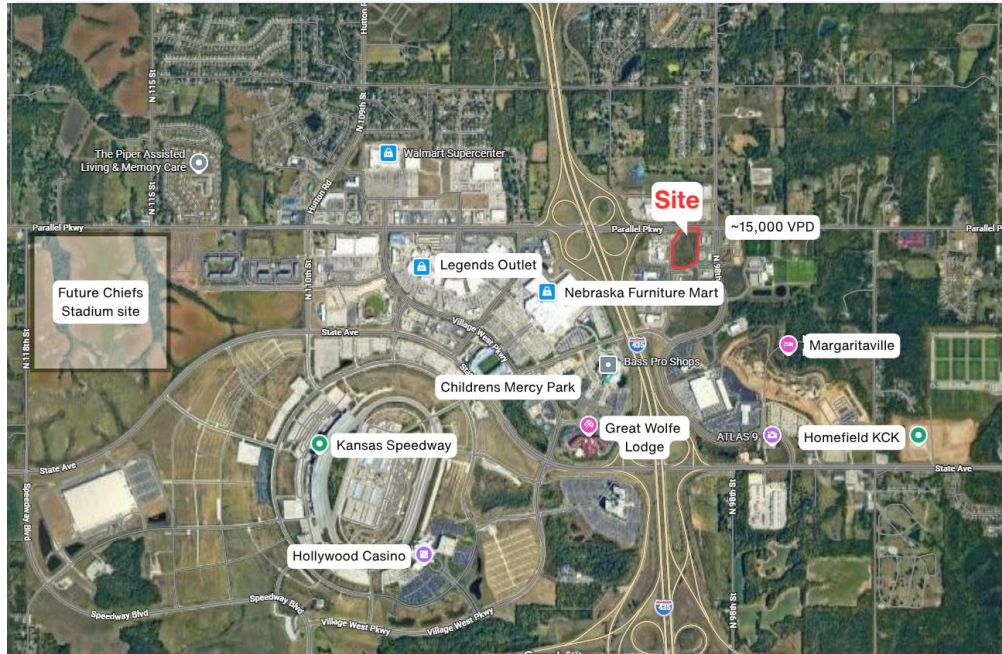 Hutton R
N 115 St
N 109th St
Walmart Supercenter
The Piper Assisted
Living & Memory Care
N 115 St
Hutton Rd
Site
Parallel Pkwy
Parallel Pkwy
~15,000 VPD
Parallel P
N 98th
Future Chiefs
Stadium site
N 110th St
Legends Outlet
Nebraska Furniture Mart
N 118th St
State Ave
Village West Pkwy
435
Margaritaville
Bass Pro Shops
Childrens Mercy Park
Sta
Great Wolfe
Lodge
ATLAS 9
Homefield KCK
Kansas Speedway
State Ave
State Ave
Speedway Blvd
N 98th St
Hollywood Casino
Speedway Blvd
Speedway Blvd
Village West Pkwy
Village West Pkwy
435
N 98th St